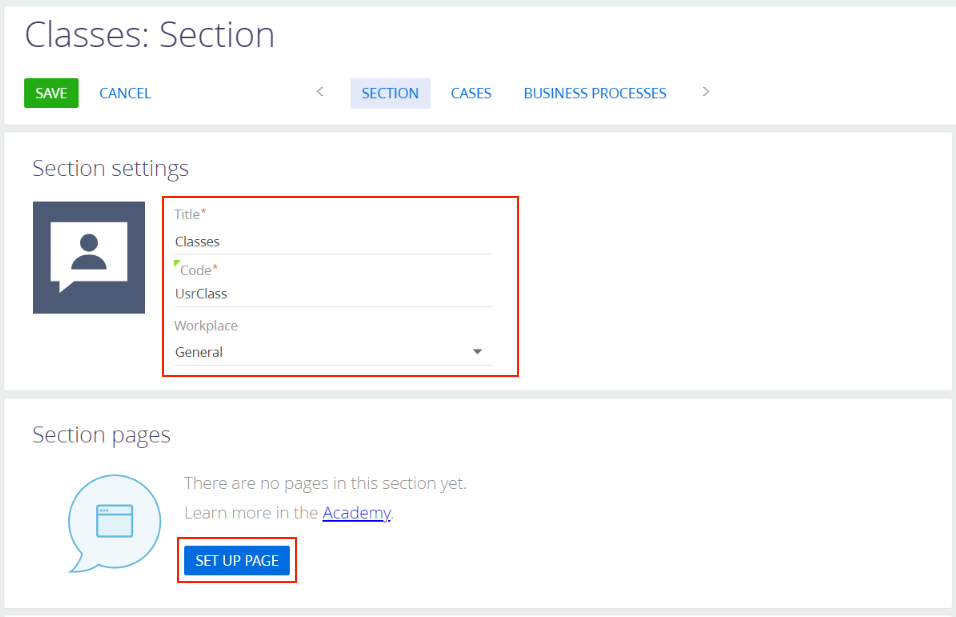 Classes: Section
SAVE CANCEL < SECTION CASES BUSINESS PROCESSES >
Section settings
Title*
Classes
Code*
UsrClass
Workplace
General
Section pages
There are no pages in this section yet.
Learn more in the Academy.
SET UP PAGE